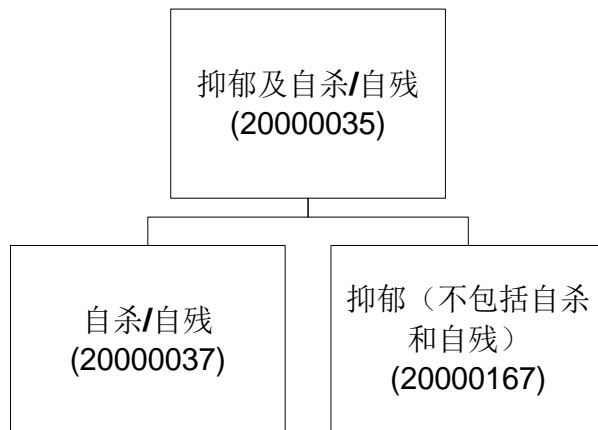 抑郁及自杀/自残
(20000035)
自杀/自残
(20000037)
抑郁（不包括自杀
和自残）
(20000167)